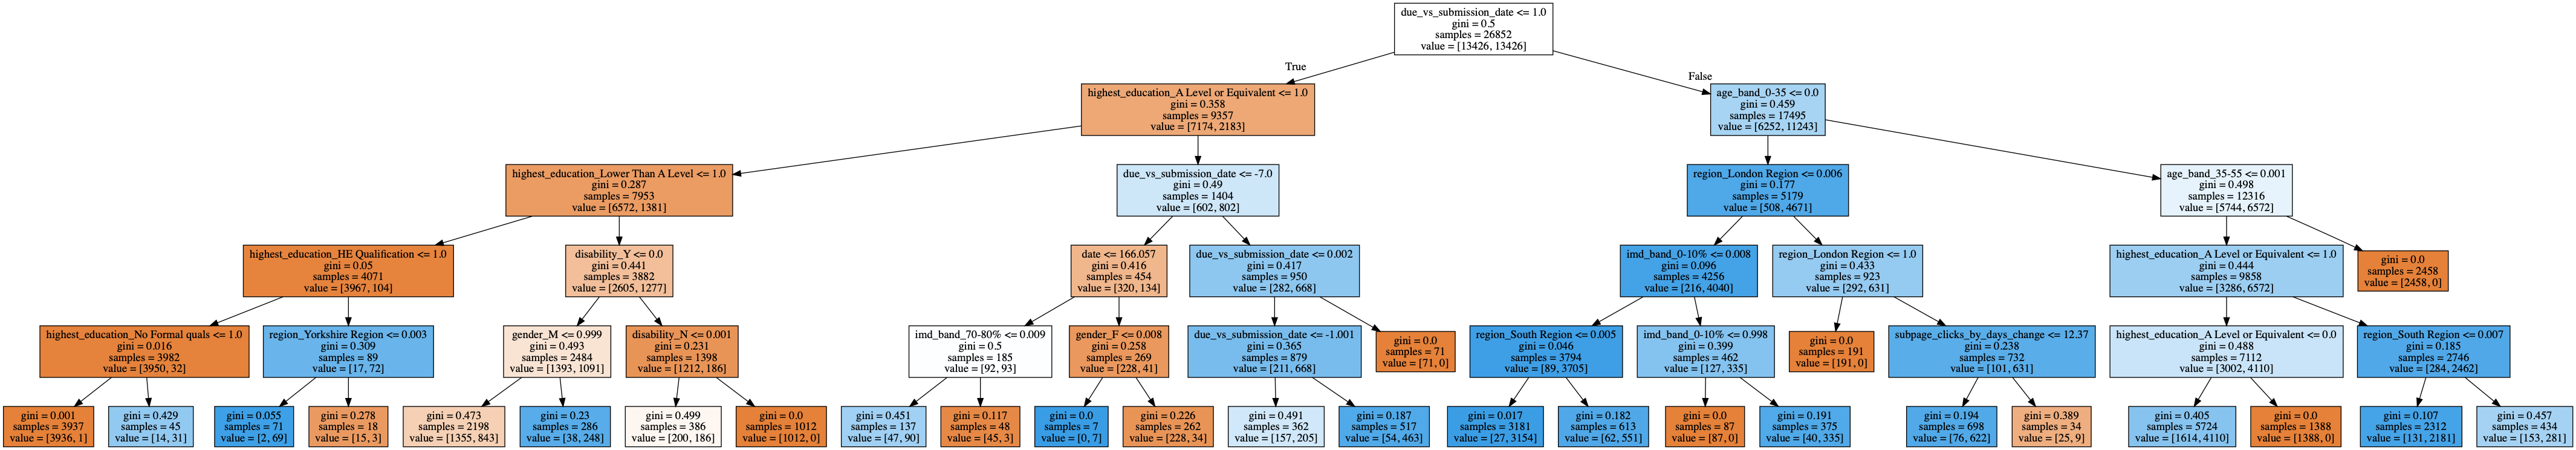 due_vs_submission_date <= 1.0
gini = 0.5
samples = 26852
value = [13426, 13426]
True
False
highest_education_A Level or Equivalent <= 1.0
gini = 0.358
samples = 9357
value = [7174, 2183]
age_band_0-35 <= 0.0
gini = 0.459
samples = 17495
value = [6252, 11243]
highest_education_Lower Than A Level <= 1.0
gini = 0.287
samples = 7953
value = [6572, 1381]
due_vs_submission_date <= -7.0
gini = 0.49
samples = 1404
value = [602, 802]
region_London Region <= 0.006
gini = 0.177
samples = 5179
value = [508, 4671]
age_band_35-55 <= 0.001
gini = 0.498
samples = 12316
value = [5744, 6572]
highest_education_HE Qualification <= 1.0
gini = 0.05
samples = 4071
value = [3967, 104]
disability_Y <= 0.0
gini = 0.441
samples = 3882
value = [2605, 1277]
date <= 166.057
gini = 0.416
samples = 454
value = [320, 134]
due_vs_submission_date <= 0.002
gini = 0.417
samples = 950
value = [282, 668]
imd_band_0-10% <= 0.008
gini = 0.096
samples = 4256
value = [216, 4040]
region_London Region <= 1.0
gini = 0.433
samples = 923
value = [292, 631]
highest_education_A Level or Equivalent <= 1.0
gini = 0.444
samples = 9858
value = [3286, 6572]
gini = 0.0
samples = 2458
value = [2458, 0]
highest_education_No Formal quals <= 1.0
gini = 0.016
samples = 3982
value = [3950, 32]
region_Yorkshire Region <= 0.003
gini = 0.309
samples = 89
value = [17, 72]
gender_M <= 0.999
gini = 0.493
samples = 2484
value = [1393, 1091]
disability_N <= 0.001
gini = 0.231
samples = 1398
value = [1212, 186]
imd_band_70-80% <= 0.009
gini = 0.5
samples = 185
value = [92, 93]
gender_F <= 0.008
gini = 0.258
samples = 269
value = [228, 41]
due_vs_submission_date <= -1.001
gini = 0.365
samples = 879
value = [211, 668]
gini = 0.0
samples = 71
value = [71, 0]
region_South Region <= 0.005
gini = 0.046
samples = 3794
value = [89, 3705]
imd_band_0-10% <= 0.998
gini = 0.399
samples = 462
value = [127, 335]
gini = 0.0
samples = 191
value = [191, 0]
subpage_clicks_by_days_change <= 12.37
gini = 0.238
samples = 732
value = [101, 631]
highest_education_A Level or Equivalent <= 0.0
gini = 0.488
samples = 7112
value = [3002, 4110]
region_South Region <= 0.007
gini = 0.185
samples = 2746
value = [284, 2462]
gini = 0.001
samples = 3937
value = [3936, 1]
gini = 0.429
samples = 45
value = [14, 31]
gini = 0.055
samples = 71
value = [2, 69]
gini = 0.278
samples = 18
value = [15, 3]
gini = 0.473
samples = 2198
value = [1355, 843]
gini = 0.23
samples = 286
value = [38, 248]
gini = 0.499
samples = 386
value = [200, 186]
gini = 0.0
samples = 1012
value = [1012, 0]
gini = 0.451
samples = 137
value = [47, 90]
gini = 0.117
samples = 48
value = [45, 3]
gini = 0.0
samples = 7
value = [0, 7]
gini = 0.226
samples = 262
value = [228, 34]
gini = 0.491
samples = 362
value = [157, 205]
gini = 0.187
samples = 517
value = [54, 463]
gini = 0.017
samples = 3181
value = [27, 3154]
gini = 0.182
samples = 613
value = [62, 551]
gini = 0.0
samples = 87
value = [87, 0]
gini = 0.191
samples = 375
value = [40, 335]
gini = 0.194
samples = 698
value = [76, 622]
gini = 0.389
samples = 34
value = [25, 9]
gini = 0.405
samples = 5724
value = [1614, 4110]
gini = 0.0
samples = 1388
value = [1388, 0]
gini = 0.107
samples = 2312
value = [131, 2181]
gini = 0.457
samples = 434
value = [153, 281]